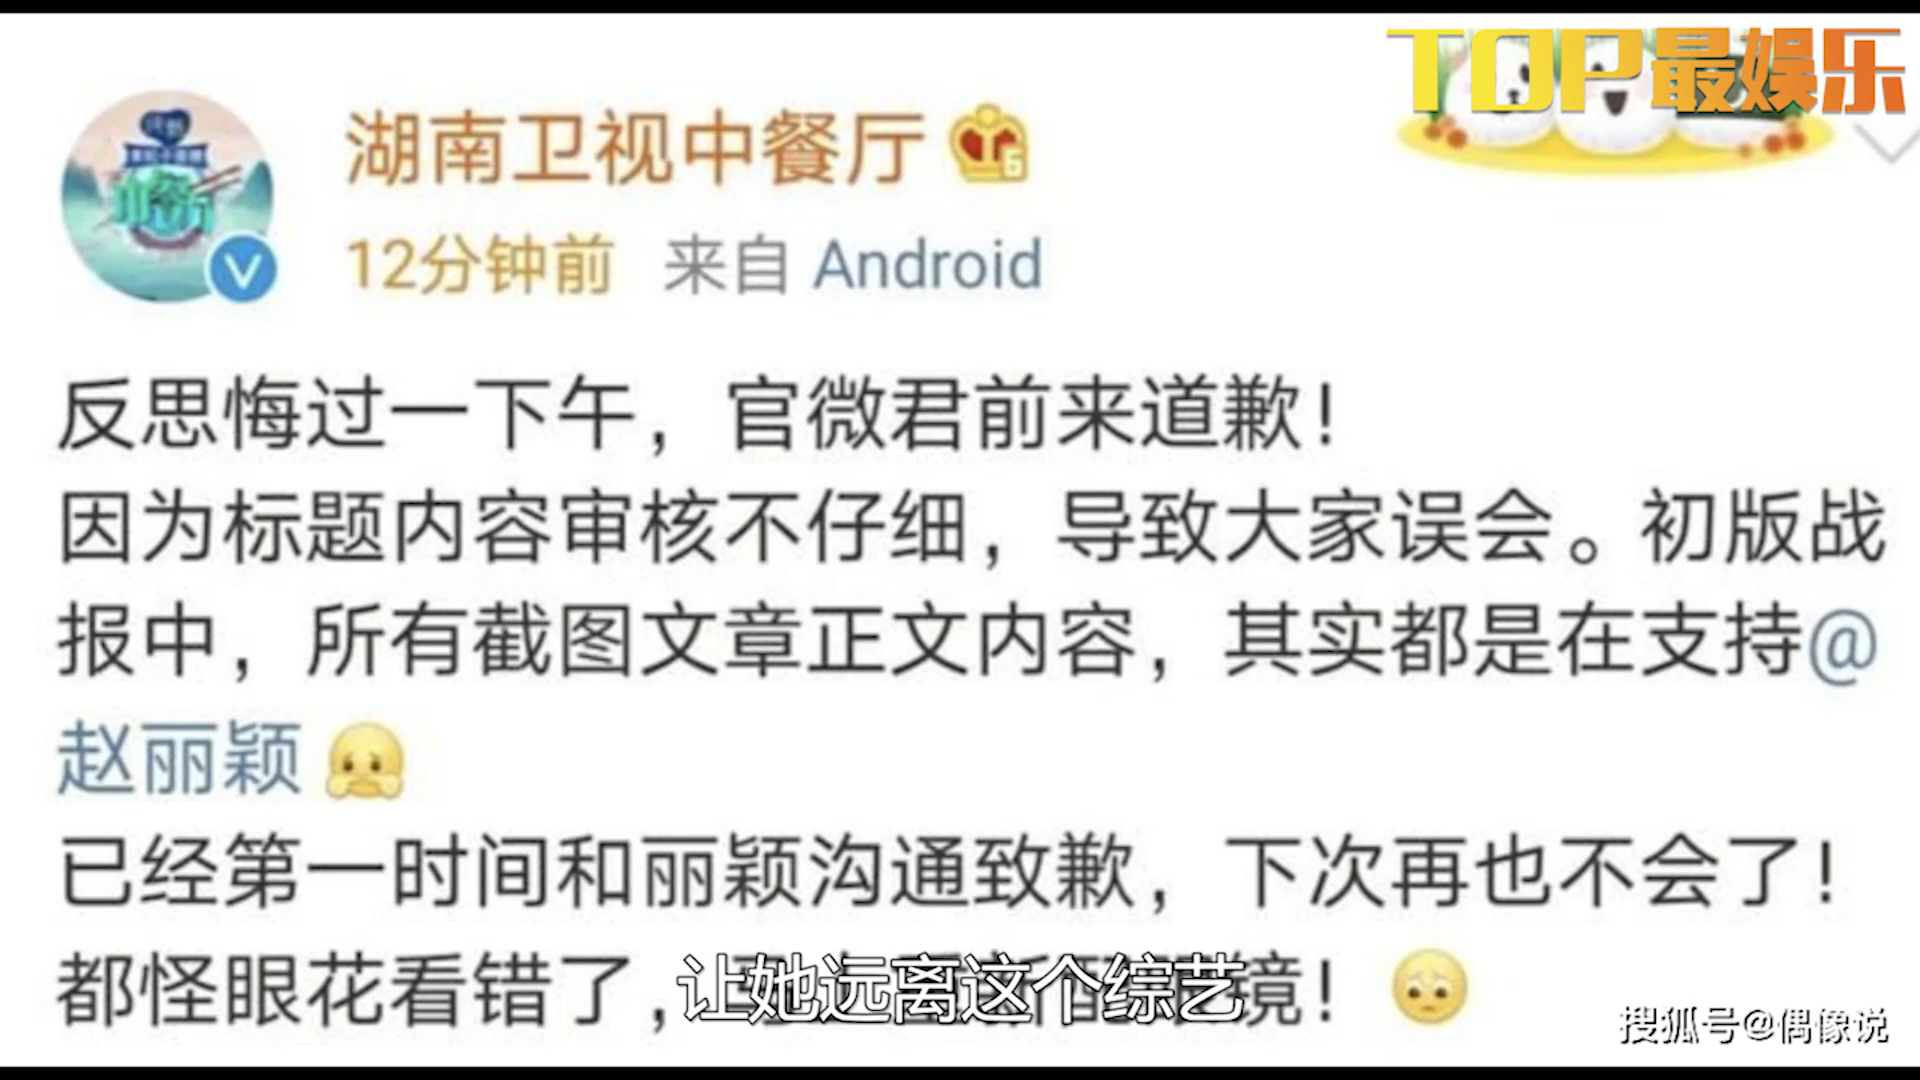 TOP最娱乐
湖南卫视中餐厅
6
12分钟前 来自 Android
反思悔过一下午，官微君前来道歉！
因为标题内容审核不仔细，导致大家误会。初版战
报中，所有截图文章正文内容，其实都是在支持@
赵丽颖
已经第一时间和丽颖沟通致歉，下次再也不会了！
都怪眼花看错了，
镜！
让她远离这个综艺
搜狐号@偶像说